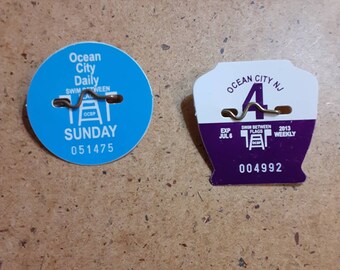 Ocean
City
Daily
SWIM BETWEEN
OCBP
SUNDAY
051475
OCEAN CITY NJ
4
EXP
JUL 6
SWIM BETWEEN
FLAGS
2013
WEEKLY
004992